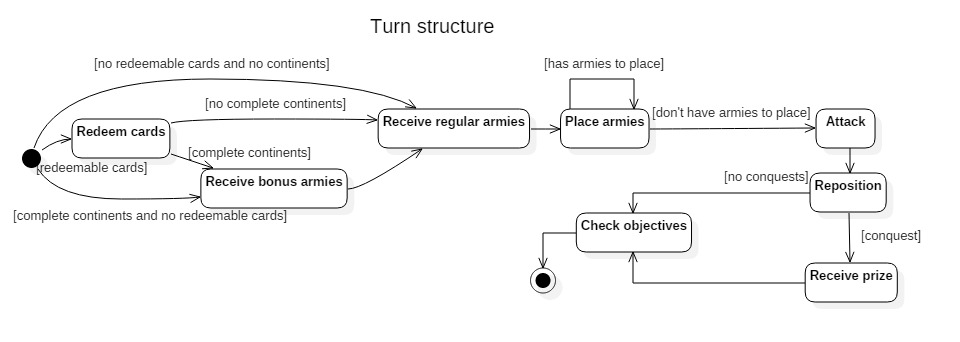 Turn structure
[no redeemable cards and no continents]
[has armies to place]
[no complete continents]
Redeem cards
Receive regular armies
Place armies
[don't have armies to place]
Attack
[complete continents]
[redeemable cards]
Receive bonus armies
[no conquests]
Reposition
[complete continents and no redeemable cards]
Check objectives
[conquest]
Receive prize